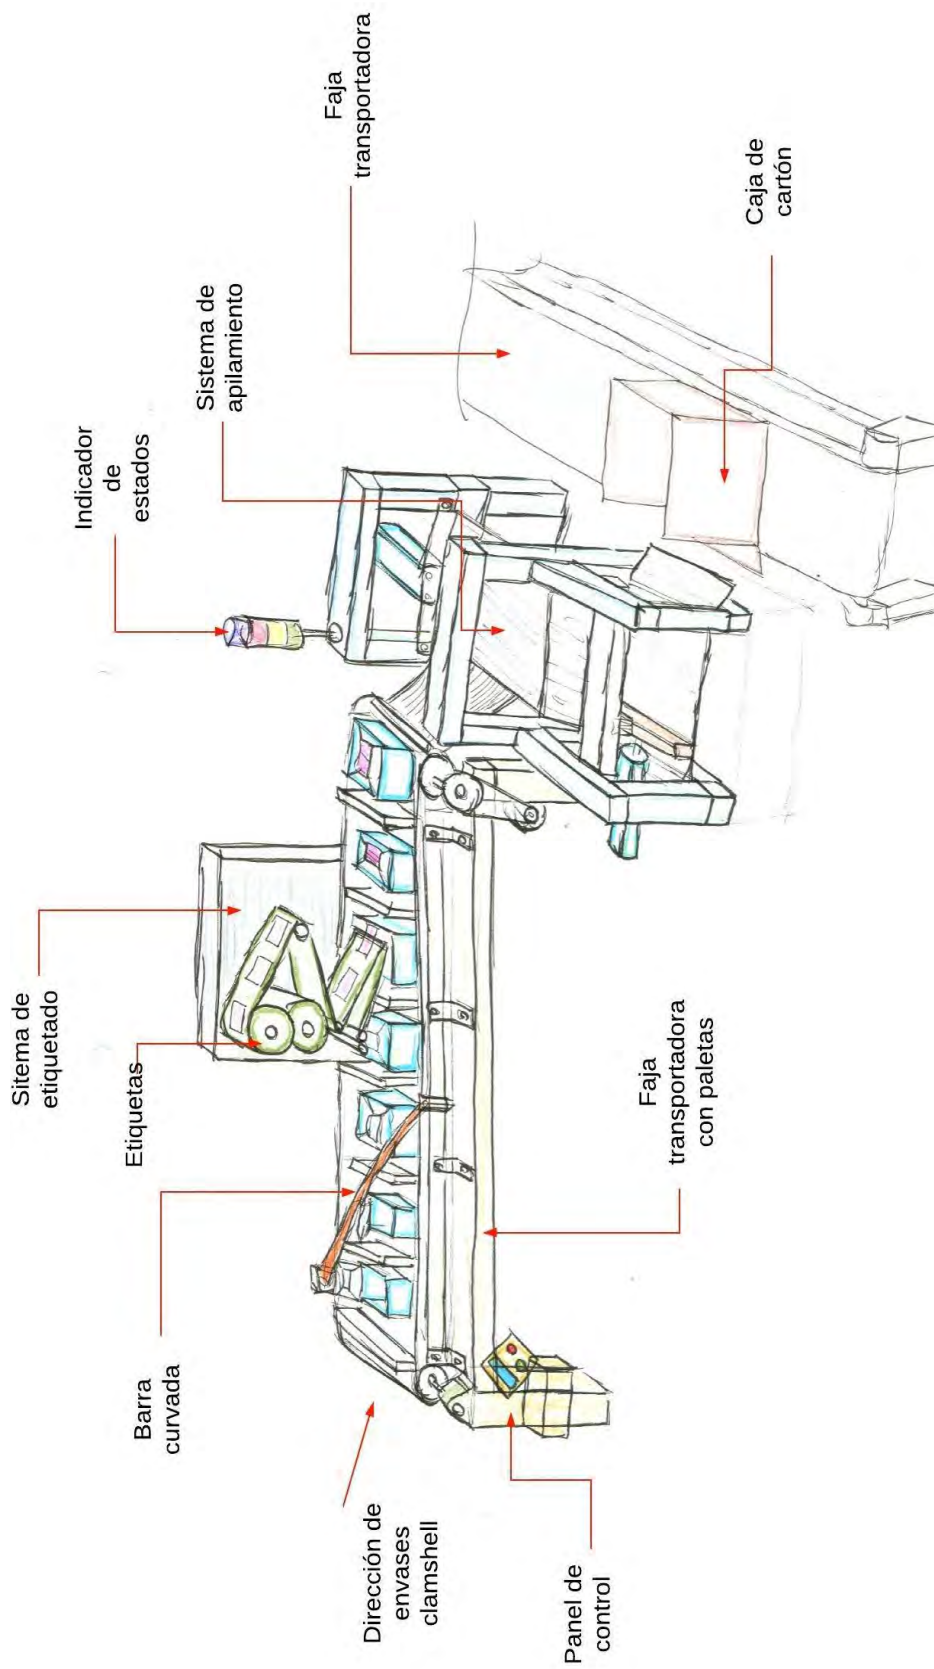 Sitema de
etiquetado
Etiquetas
Barra
curvada
Dirección de
envases
clamshell
Panel de
control
Faja
transportadora
con paletas
Indicador
de
estados
Sistema de
apilamiento
Faja
transportadora
Caja de
cartón